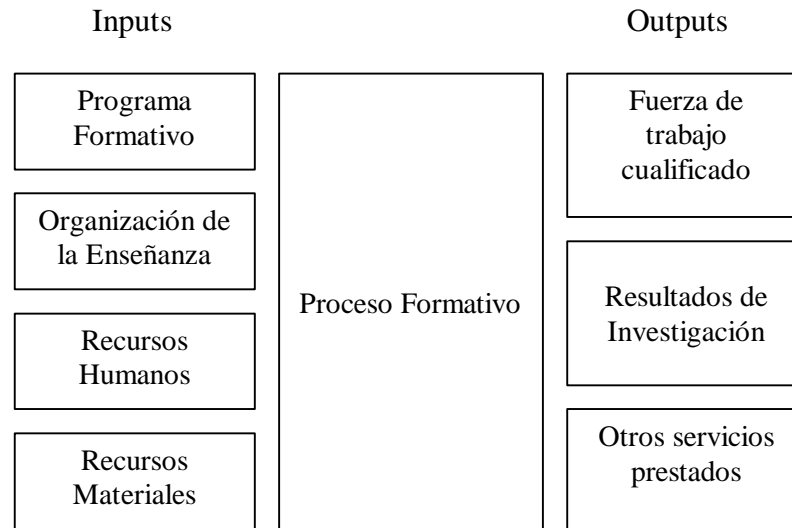 Inputs
Outputs
Programa
Formativo
Organización de
la Enseñanza
Recursos
Humanos
Recursos
Materiales
Proceso Formativo
Fuerza de
trabajo
cualificado
Resultados de
Investigación
Otros servicios
prestados